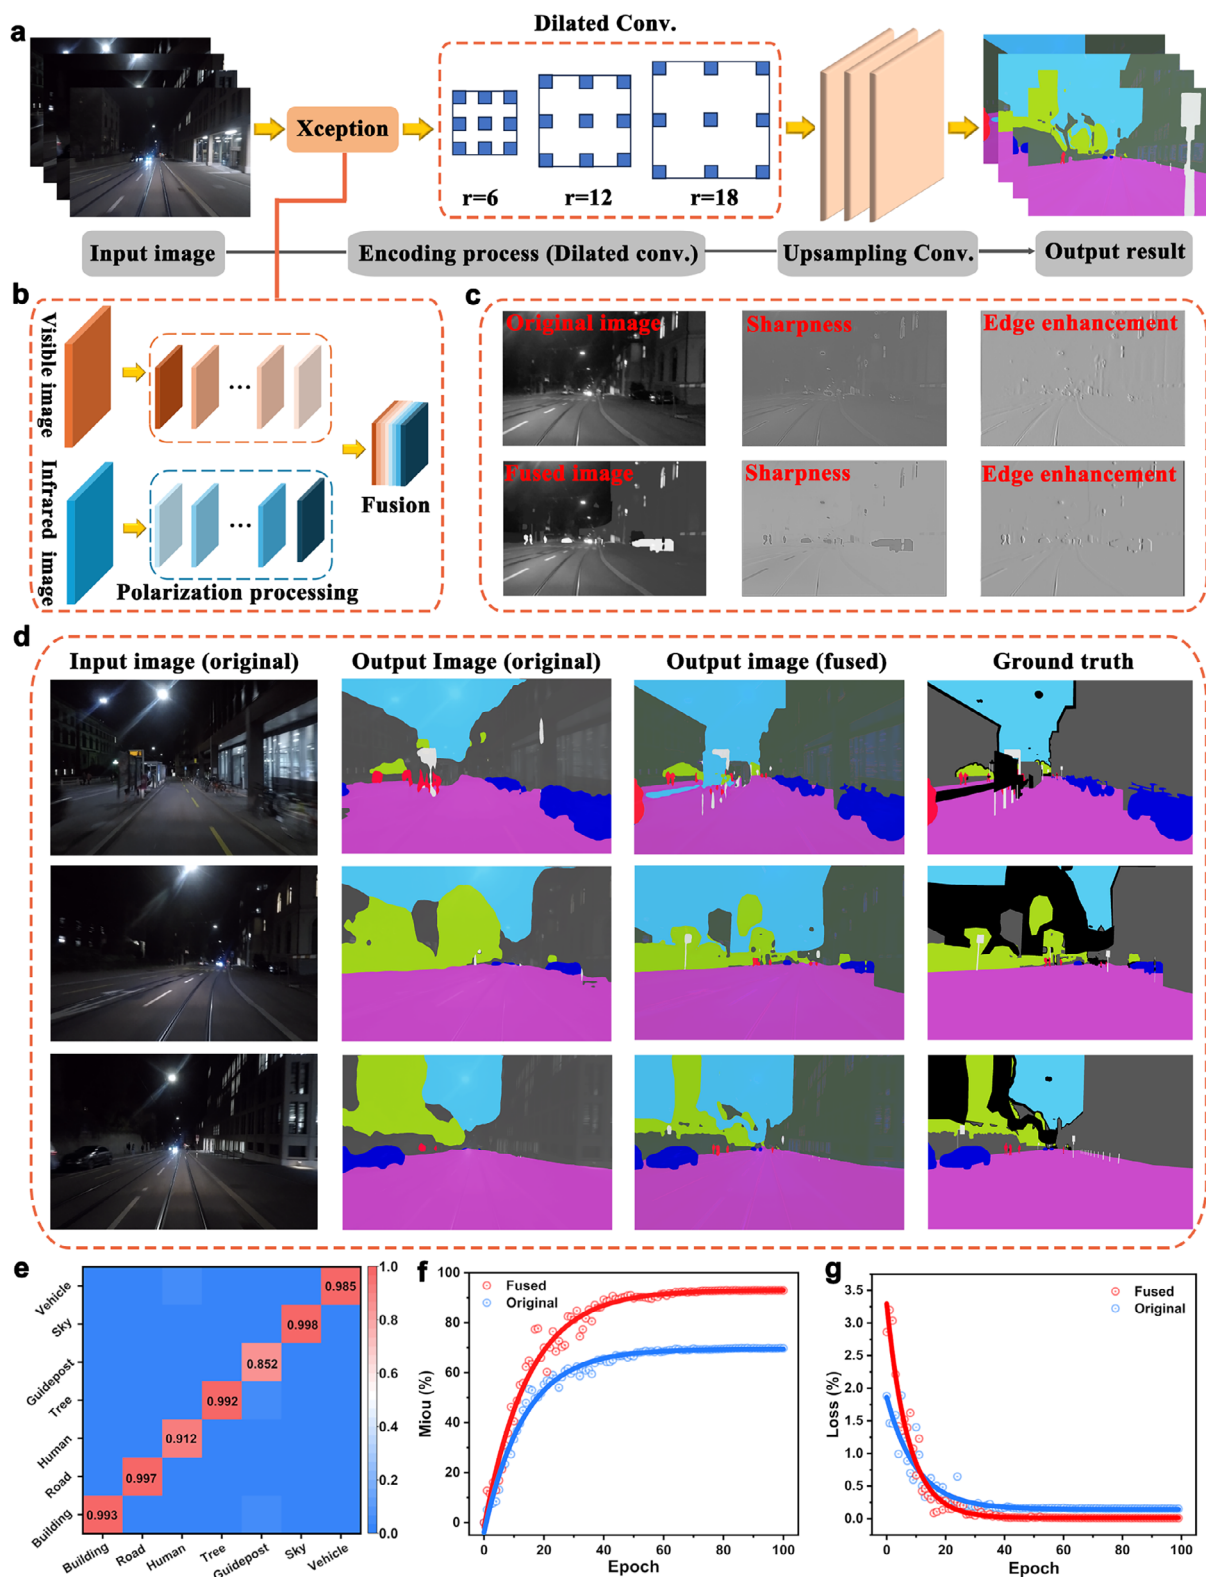 a
Dilated Conv.
Xception
r=6
r=12
r=18
Input image
Encoding process (Dilated conv.)
Upsampling Conv.
Output result
b
Visible image
Infrared image
...
...
Fusion
Polarization processing
c
Original image
Sharpness
Edge enhancement
Fused image
Sharpness
Edge enhancement
d
Input image (original)
Output Image (original)
Output image (fused)
Ground truth
e
Vehicle
Sky
Guidepost
Tree
Human
Road
Building
0.985
0.998
0.852
0.992
0.912
0.997
0.993
Building
Road
Human
Tree
Guidepost
Sky
Vehicle
1.0
0.8
0.6
0.4
0.2
0.0
f
Fused
Original
Miou (%)
100
80
60
40
20
0
0
20
40
60
80
100
Epoch
g
Fused
Original
Loss (%)
3.5
3.0
2.5
2.0
1.5
1.0
0.5
0.0
0
20
40
60
80
100
Epoch